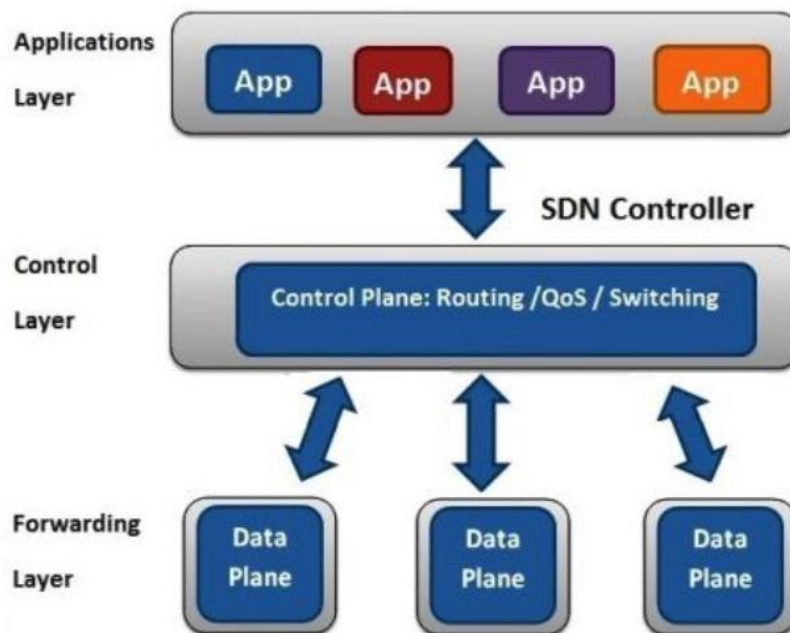 Applications
Layer
App App App App
SDN Controller
Control
Layer
Control Plane: Routing /QoS / Switching
Forwarding
Layer
Data
Plane
Data
Plane
Data
Plane